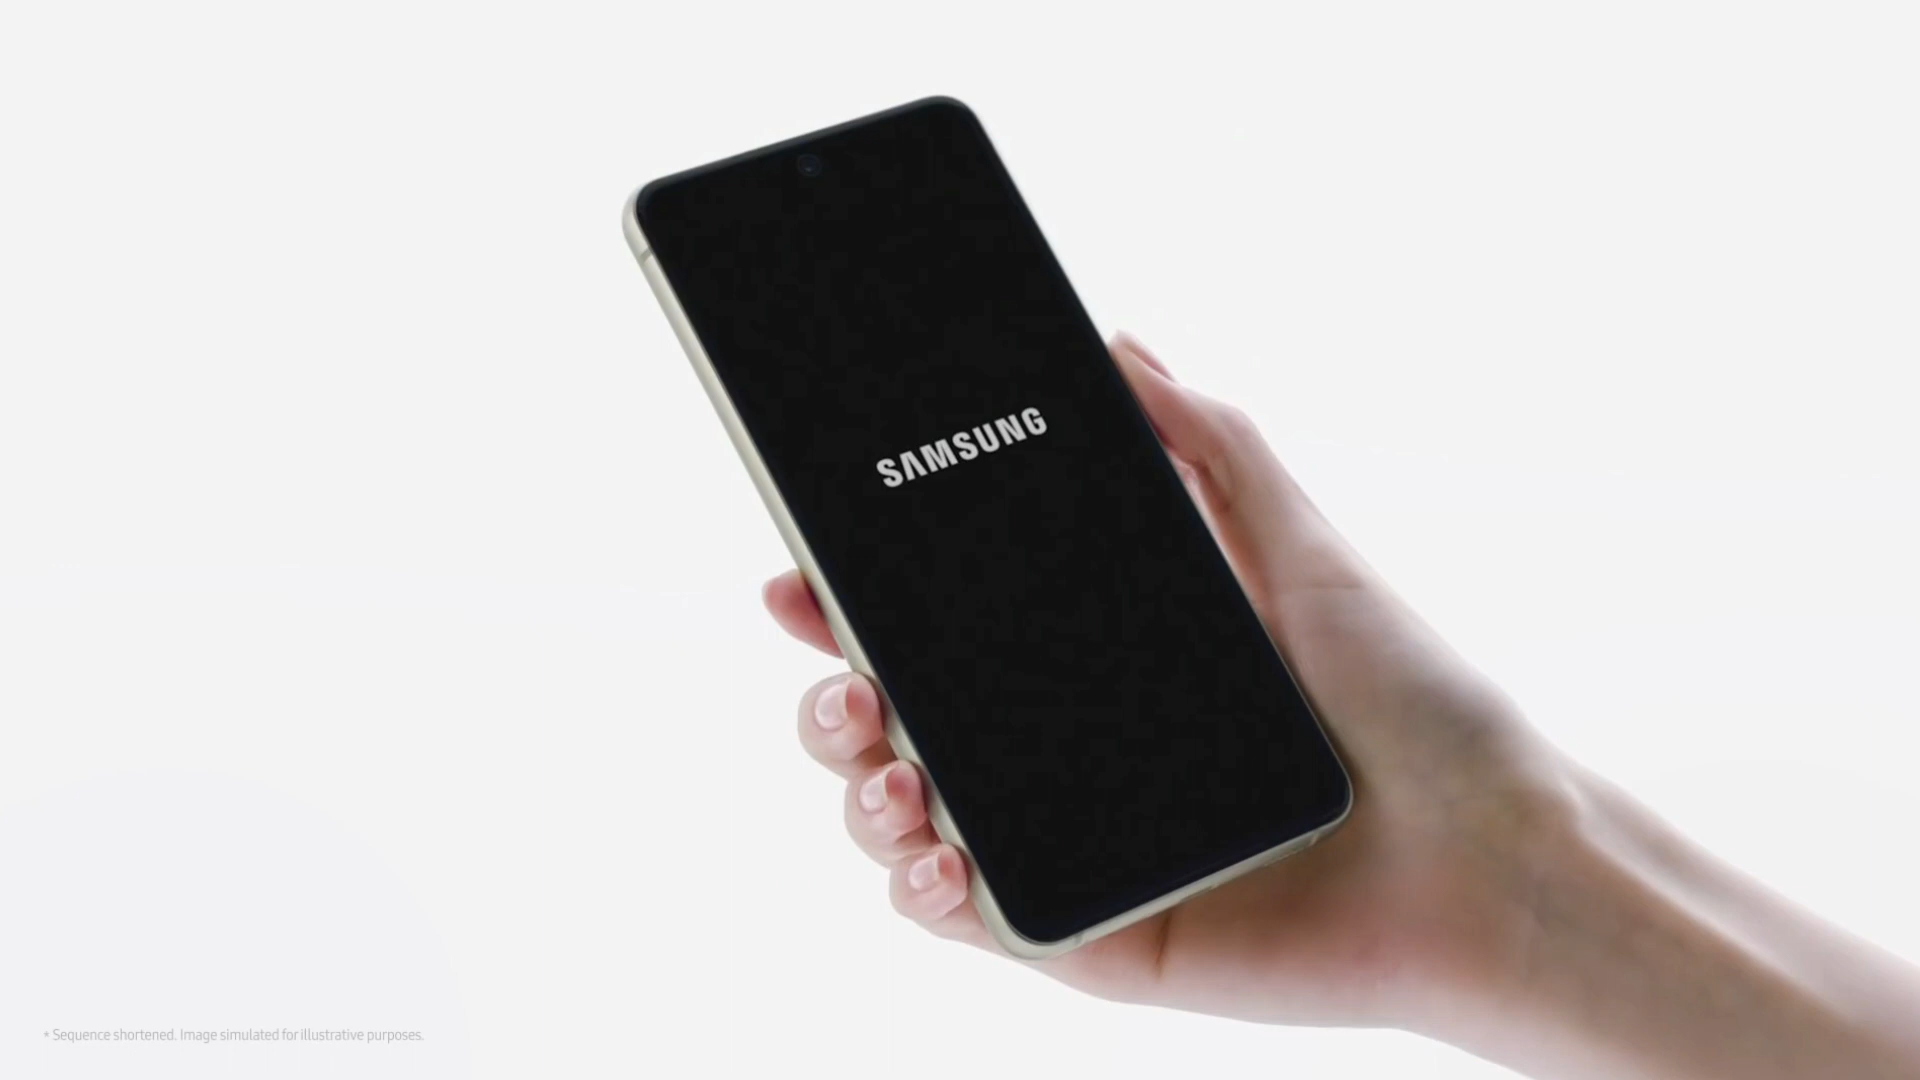 SAMSUNG
* Sequence shortened. Image simulated for illustrative purposes.